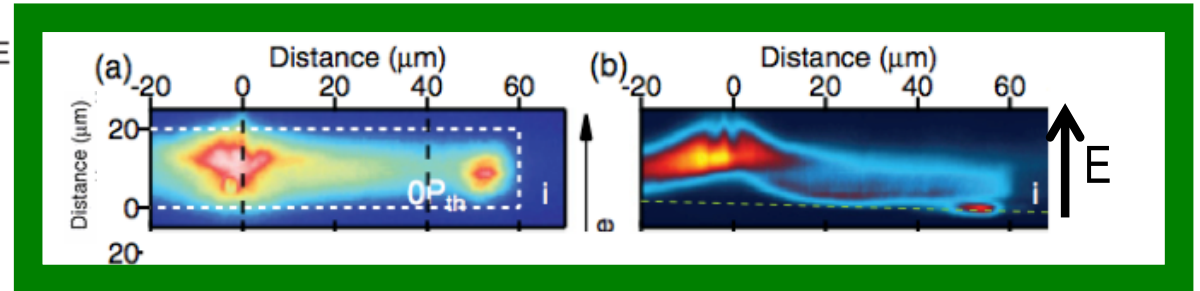 E
(a) Distance (μm)
-20 0 20 40 60
Distance (μm)
20
0
20
0P_th
i
e
(b) Distance (μm)
-20 0 20 40 60
i
E